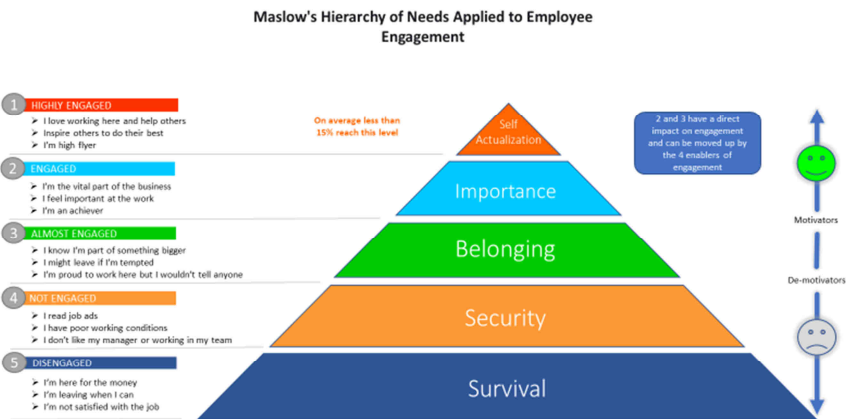 Maslow's Hierarchy of Needs Applied to Employee
Engagement
1 HIGHLY ENGAGED
➤ I love working here and help others
➤ Inspire others to do their best
➤ I'm high flyer
On average less than
15% reach this level
Self
Actualization
2 and 3 have a direct
impact on engagement
and can be moved up by
the 4 enablers of
engagement
2 ENGAGED
➤ I'm the vital part of the business
➤ I feel important at the work
➤ I'm an achiever
Importance
Motivators
3 ALMOST ENGAGED
➤ I know I'm part of something bigger
➤ I might leave if I'm tempted
➤ I'm proud to work here but I wouldn't tell anyone
Belonging
De-motivators
4 NOT ENGAGED
➤ I read job ads
➤ I have poor working conditions
➤ I don't like my manager or working in my team
Security
5 DISENGAGED
➤ I'm here for the money
➤ I'm leaving when I can
➤ I'm not satisfied with the job
Survival